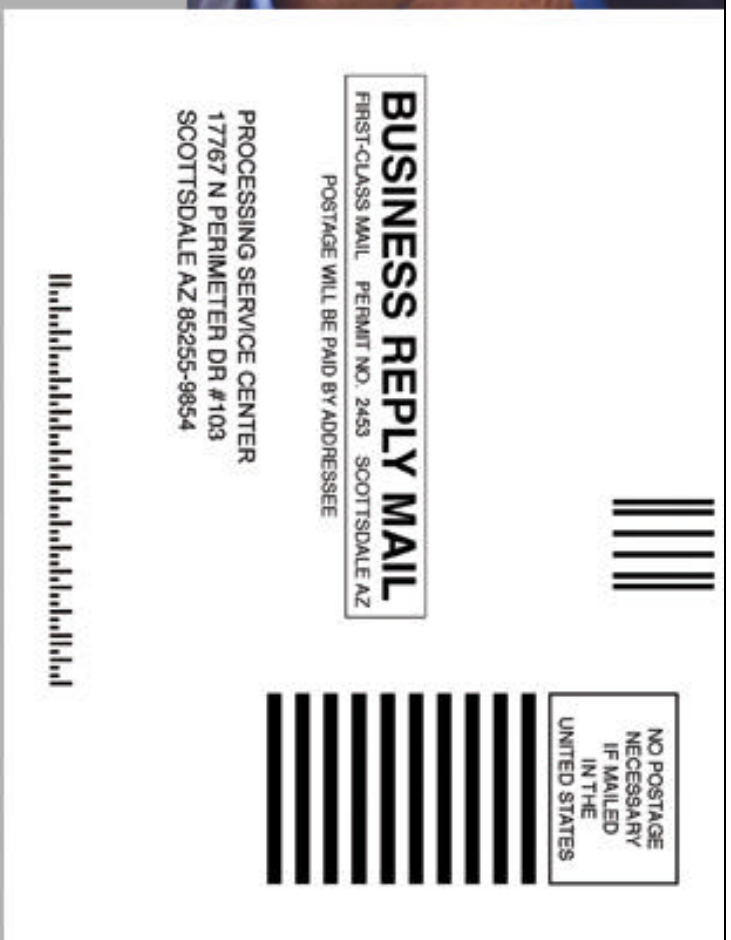 NO POSTAGE
NECESSARY
IF MAILED
IN THE
UNITED STATES
BUSINESS REPLY MAIL
FIRST-CLASS MAIL PERMIT NO. 2453 SCOTTSDALE AZ
POSTAGE WILL BE PAID BY ADDRESSEE
PROCESSING SERVICE CENTER
17767 N PERIMETER DR #103
SCOTTSDALE AZ 85255-9854